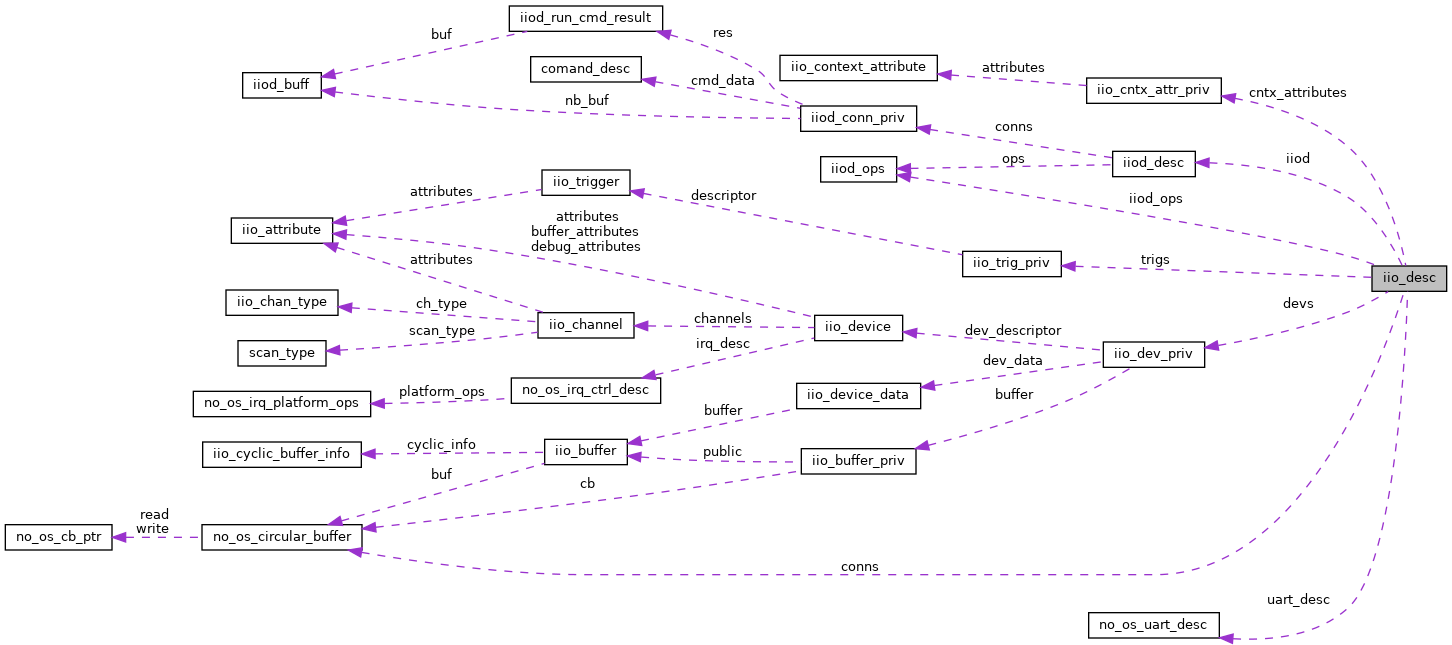 iiod_run_cmd_result
buf
res
comand_desc
iio_context_attribute
attributes
iiod_buff
cmd_data
iio_cntx_attr_priv
cntx_attributes
nb_buf
iiod_conn_priv
conns
iiod_ops
ops
iiod_desc
iiod
iio_trigger
attributes
descriptor
iiod_ops
attributes
buffer_attributes
debug_attributes
iio_attribute
attributes
iio_trig_priv
trigs
iio_desc
iio_chan_type
ch_type
scan_type
iio_channel
channels
iio_device
dev_descriptor
devs
scan_type
irq_desc
iio_dev_priv
dev_data
no_os_irq_platform_ops
platform_ops
no_os_irq_ctrl_desc
iio_device_data
buffer
buffer
iio_cyclic_buffer_info
cyclic_info
iio_buffer
public
iio_buffer_priv
buf
cb
no_os_cb_ptr
read
write
no_os_circular_buffer
conns
uart_desc
no_os_uart_desc